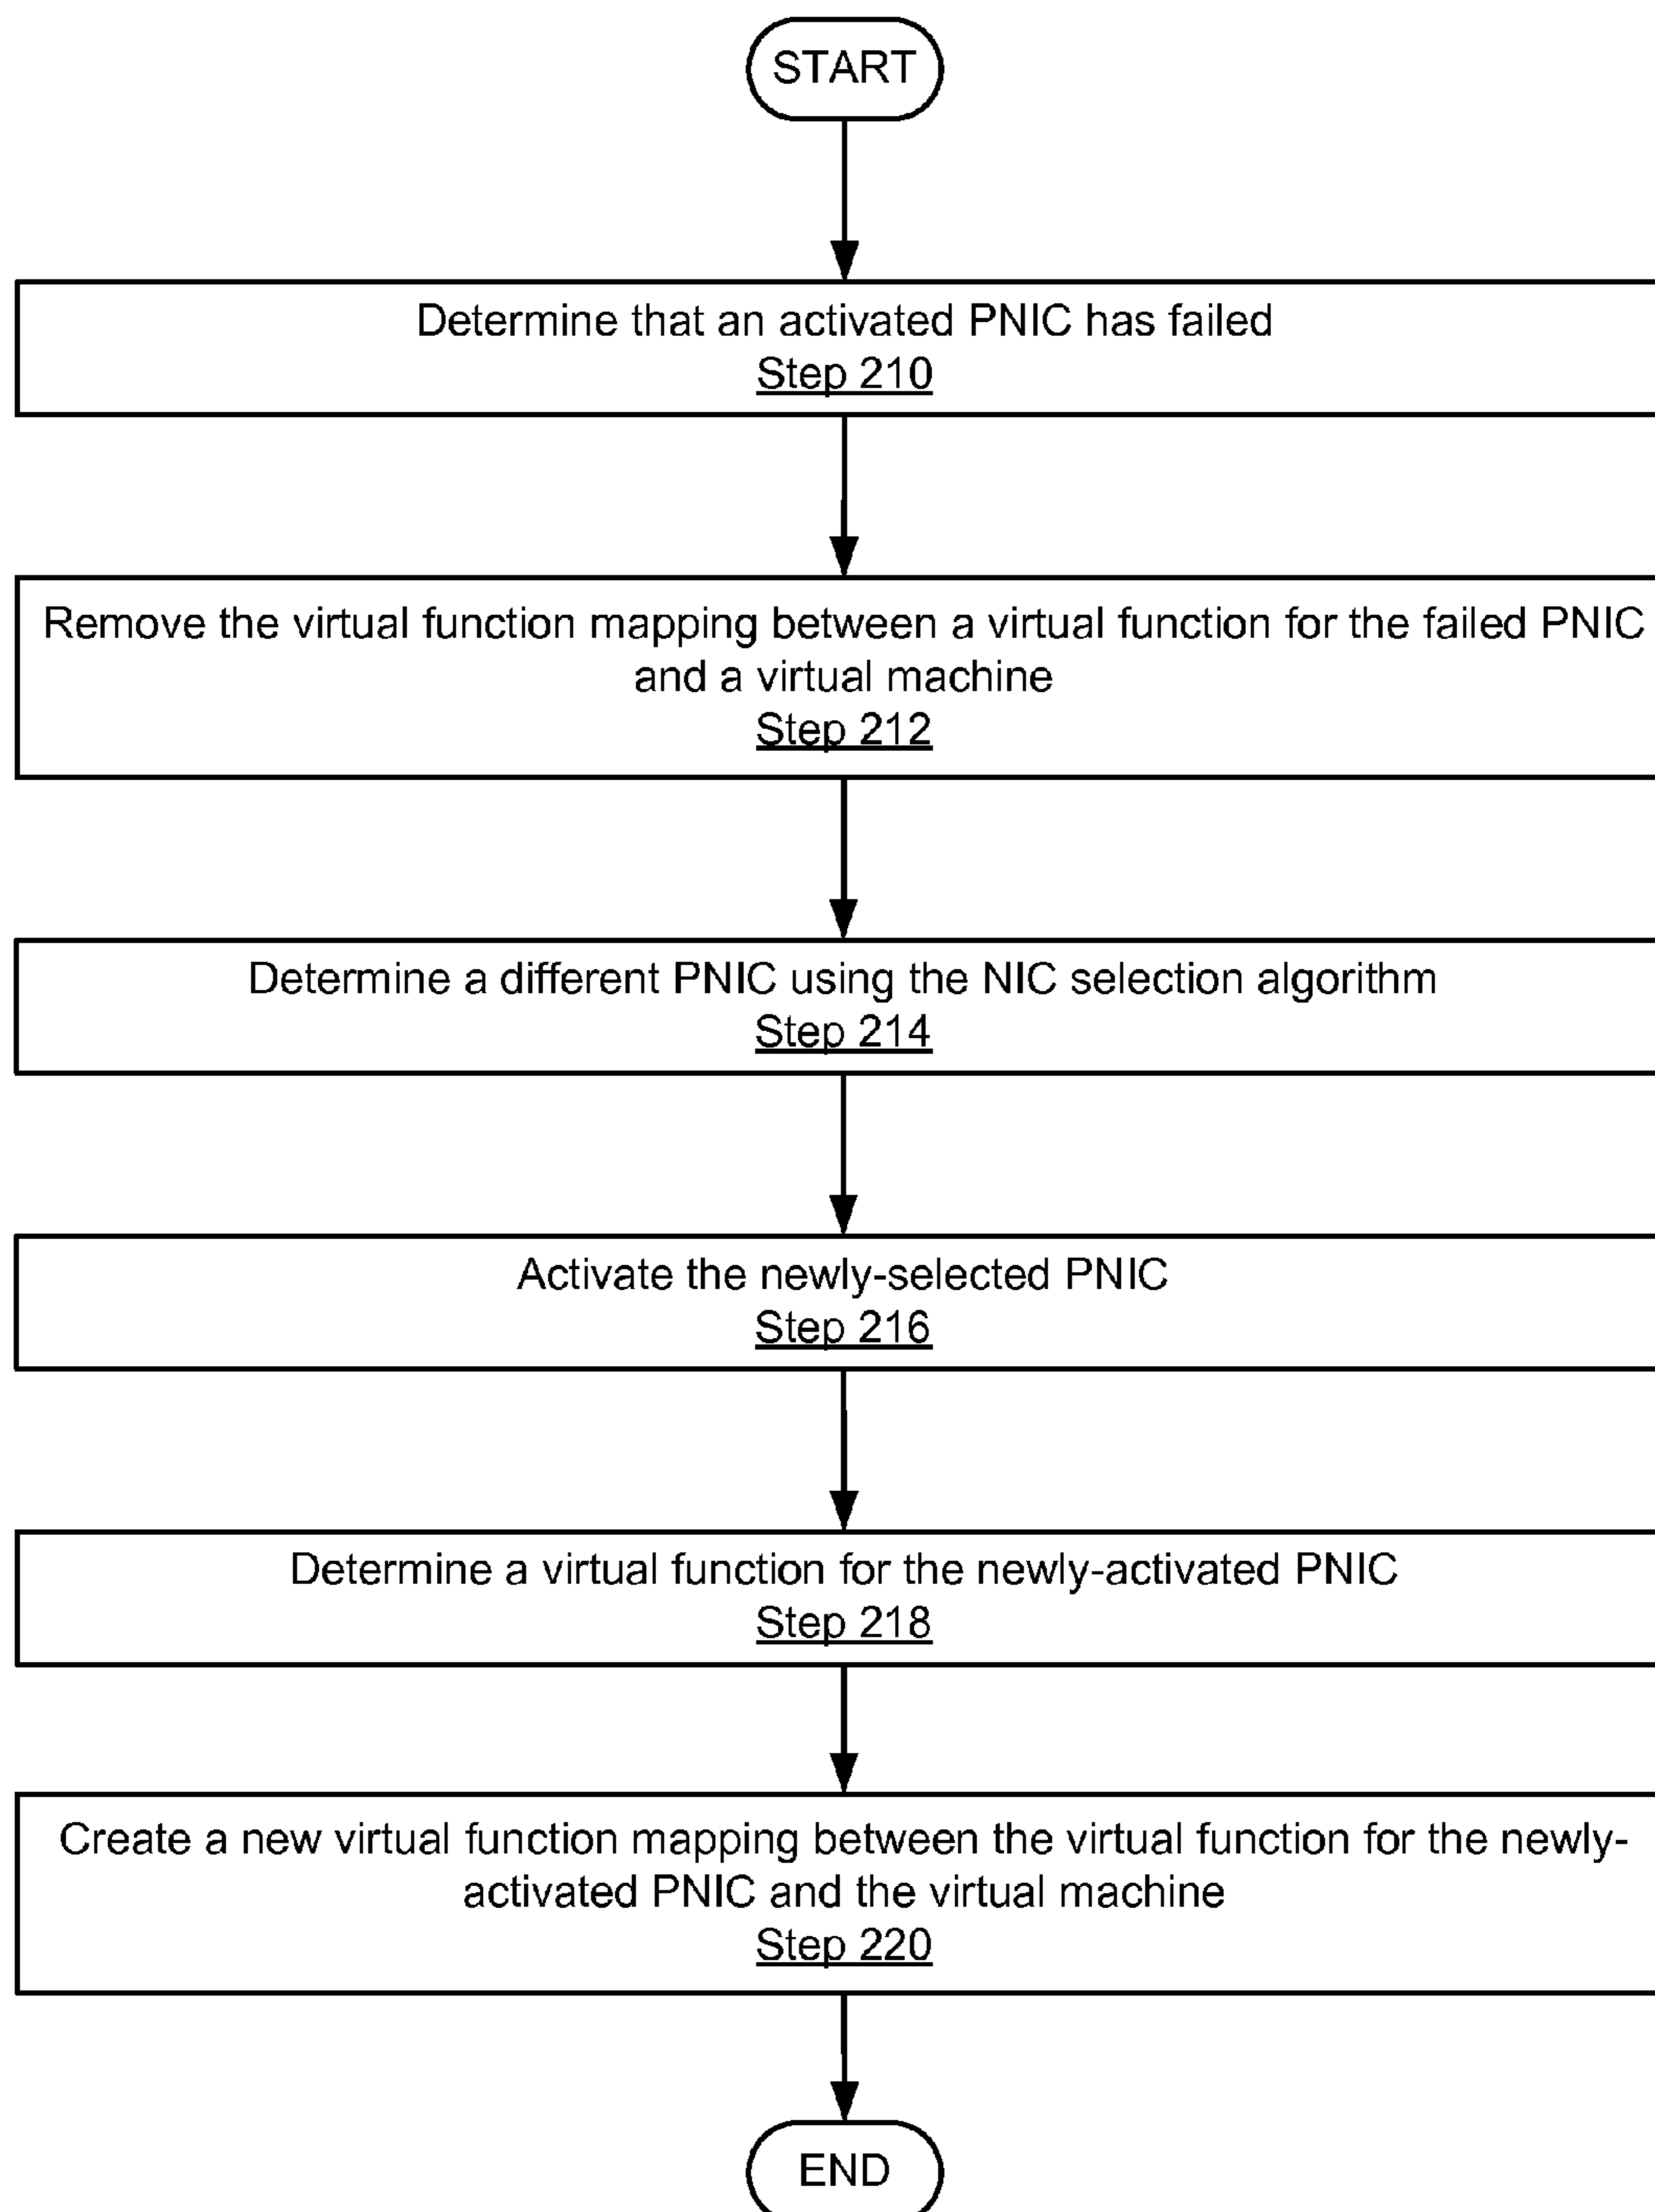 START
Determine that an activated PNIC has failed
Step 210
Remove the virtual function mapping between a virtual function for the failed PNIC
and a virtual machine
Step 212
Determine a different PNIC using the NIC selection algorithm
Step 214
Activate the newly-selected PNIC
Step 216
Determine a virtual function for the newly-activated PNIC
Step 218
Create a new virtual function mapping between the virtual function for the newly-
activated PNIC and the virtual machine
Step 220
END